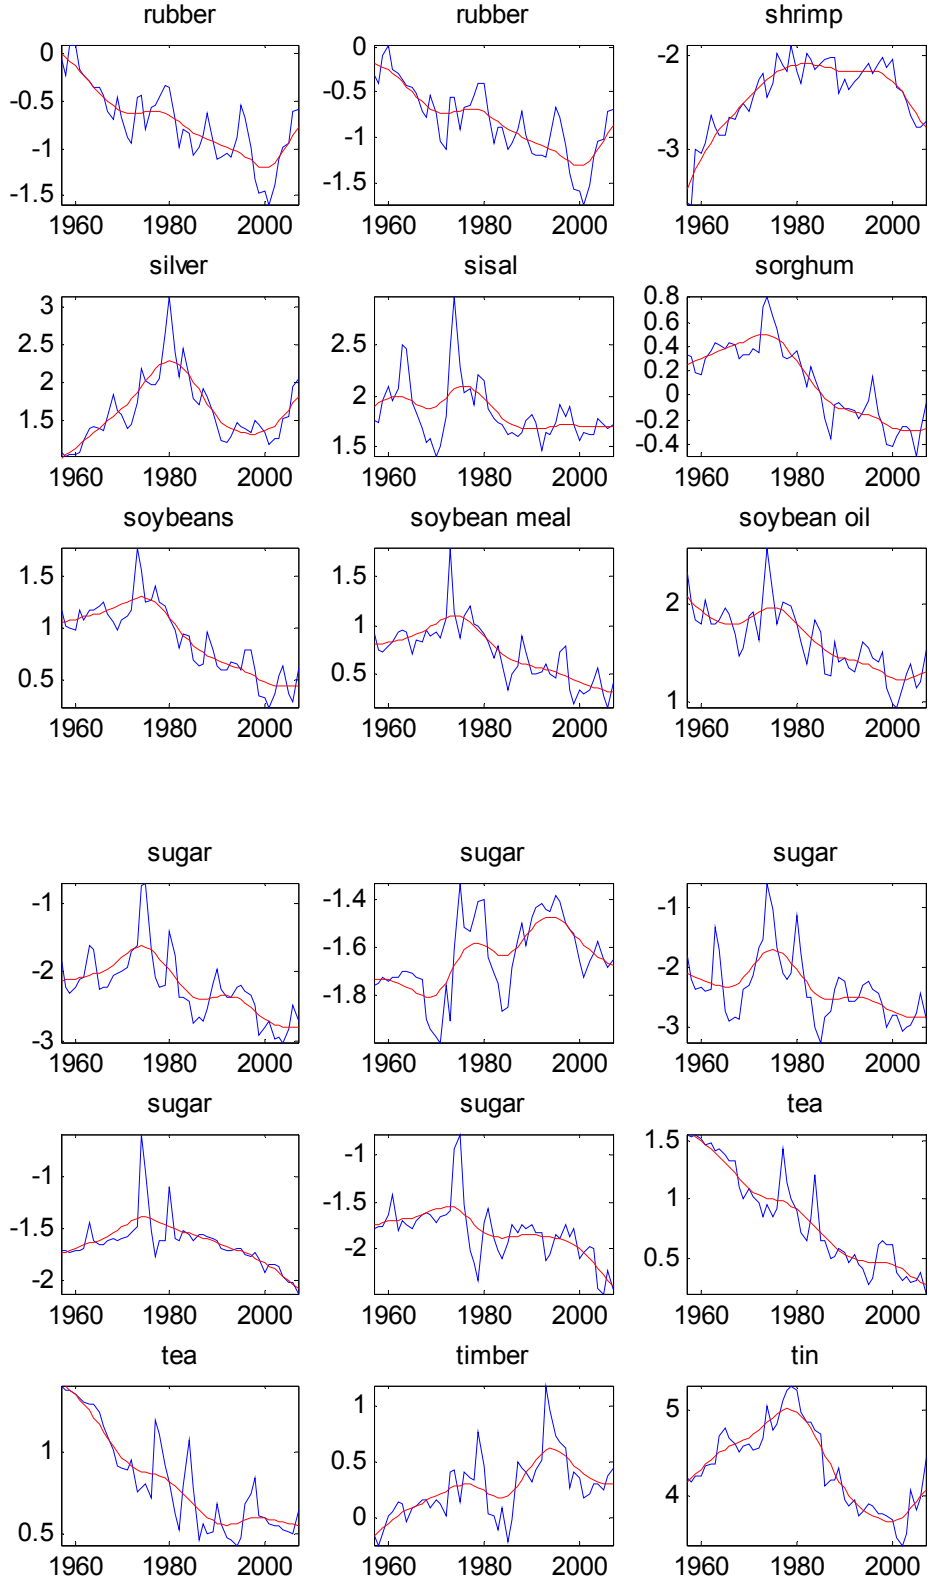 rubber rubber shrimp
0 0 -2
-0.5 -0.5
-1 -1 -3
-1.5 -1.5
1960 1980 2000 1960 1980 2000 1960 1980 2000
silver sisal sorghum
3 2.5 0.8
2.5 2 0.6
2 1.5 0.4
1.5 0.2
0
-0.2
-0.4
1960 1980 2000 1960 1980 2000 1960 1980 2000
soybeans soybean meal soybean oil
1.5 1.5 2
1 1 1
0.5 0.5
1960 1980 2000 1960 1980 2000 1960 1980 2000
sugar sugar sugar
-1 -1.4 -1
-2 -1.6 -2
-3 -1.8 -3
1960 1980 2000 1960 1980 2000 1960 1980 2000
sugar sugar tea
-1 -1 1.5
-1.5 -1.5 1
-2 -2 0.5
1960 1980 2000 1960 1980 2000 1960 1980 2000
tea timber tin
1 1 5
0.5 0.5 4
0
1960 1980 2000 1960 1980 2000 1960 1980 2000